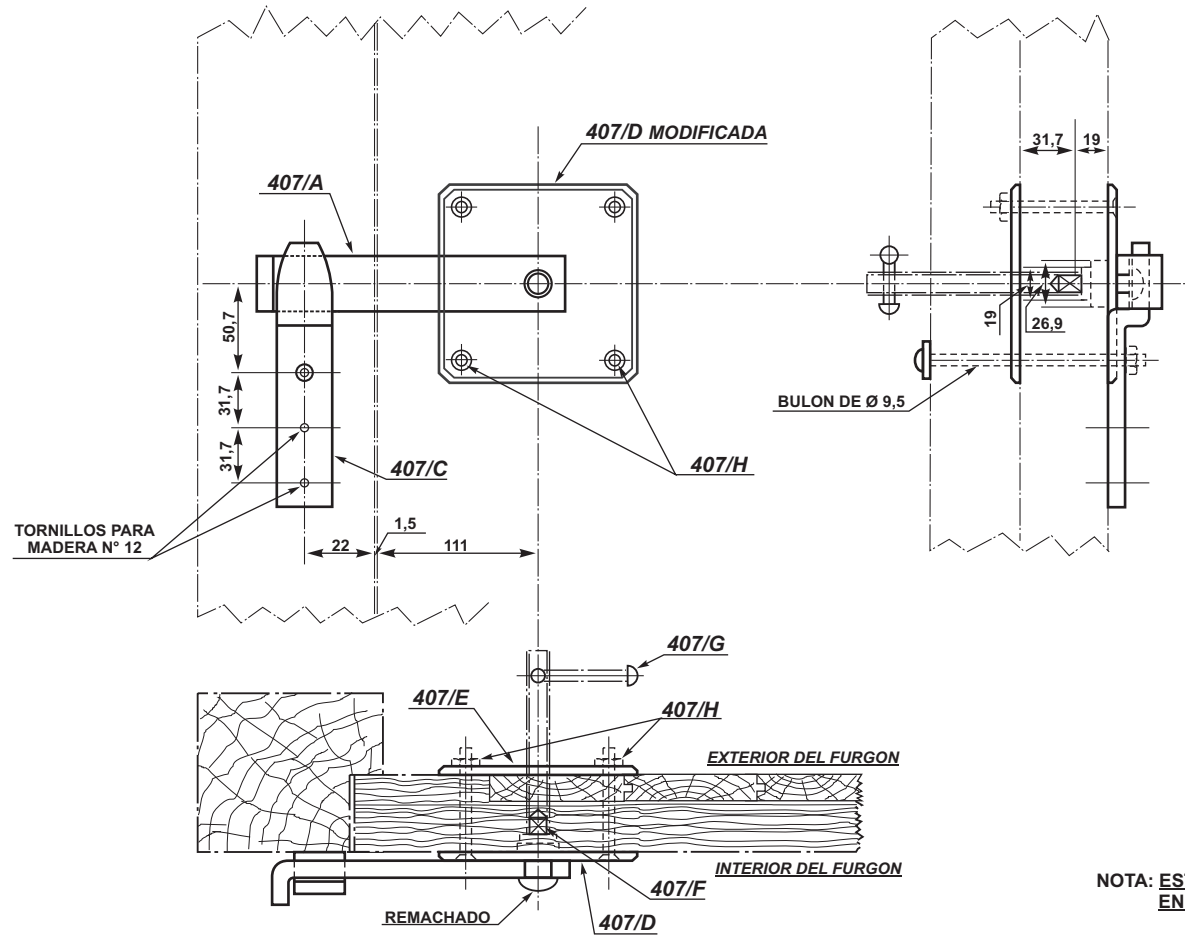 407/D MODIFICADA
407/A
31,7
19
50,7
19
26,9
31,7
BULON DE Ø 9,5
31,7
407/C
407/H
TORNILLOS PARA
MADERA N° 12
1,5
22
111
407/G
407/E
407/H
EXTERIOR DEL FURGON
INTERIOR DEL FURGON
NOTA:
407/F
REMACHADO
407/D